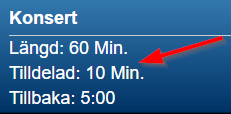 Konsert
Längd: 60 Min.
Tilldelad: 10 Min.
Tillbaka: 5:00